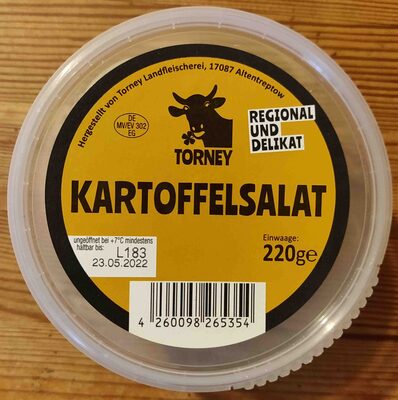 Hergestellt von Torney Landfleischerei, 17087 Altentreptow
DE
MV/EV 302
EG
TORNEY
REGIONAL
UND
DELIKAT
KARTOFFELSALAT
ungeöffnet bei +7°C mindestens
haltbar bis:
L183
23.05.2022
Einwaage:
220g℮
4 260098 265354